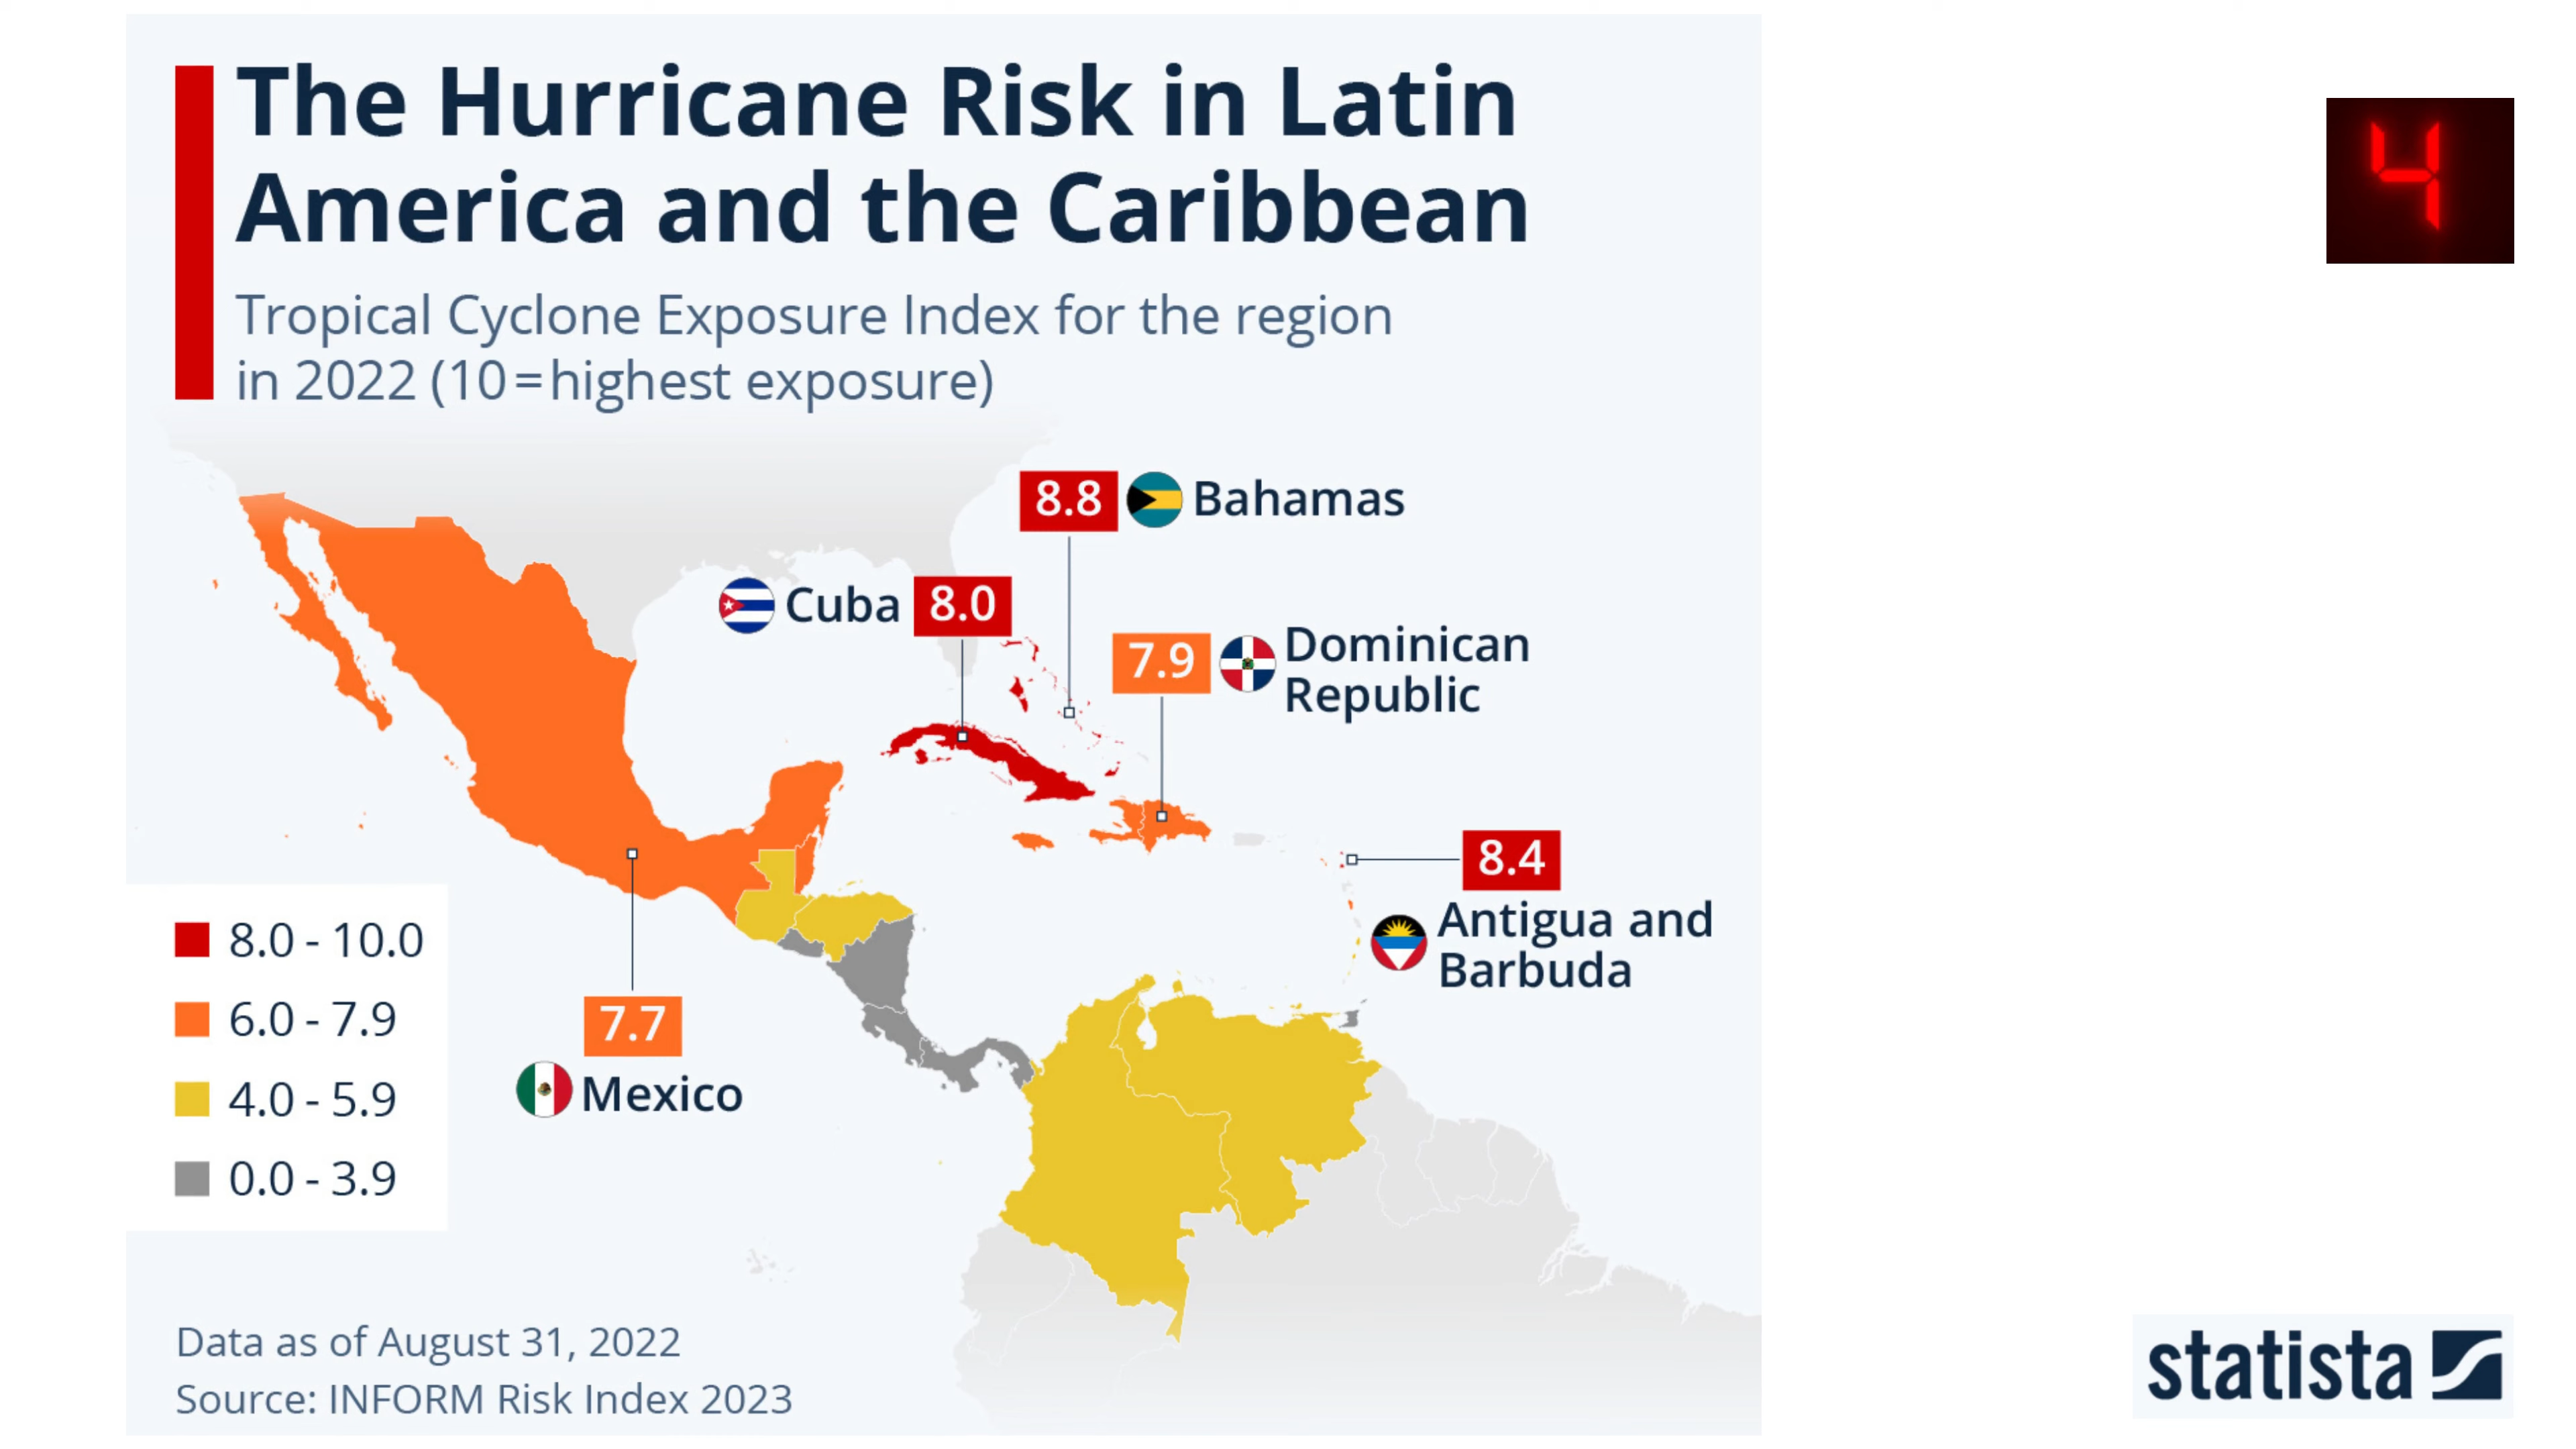 The Hurricane Risk in Latin
America and the Caribbean
Tropical Cyclone Exposure Index for the region
in 2022 (10=highest exposure)
4
8.8 Bahamas
Cuba 8.0
7.9 Dominican
Republic
8.4
Antigua and
Barbuda
7.7
Mexico
8.0 - 10.0
6.0 - 7.9
4.0 - 5.9
0.0 - 3.9
Data as of August 31, 2022
Source: INFORM Risk Index 2023
statista